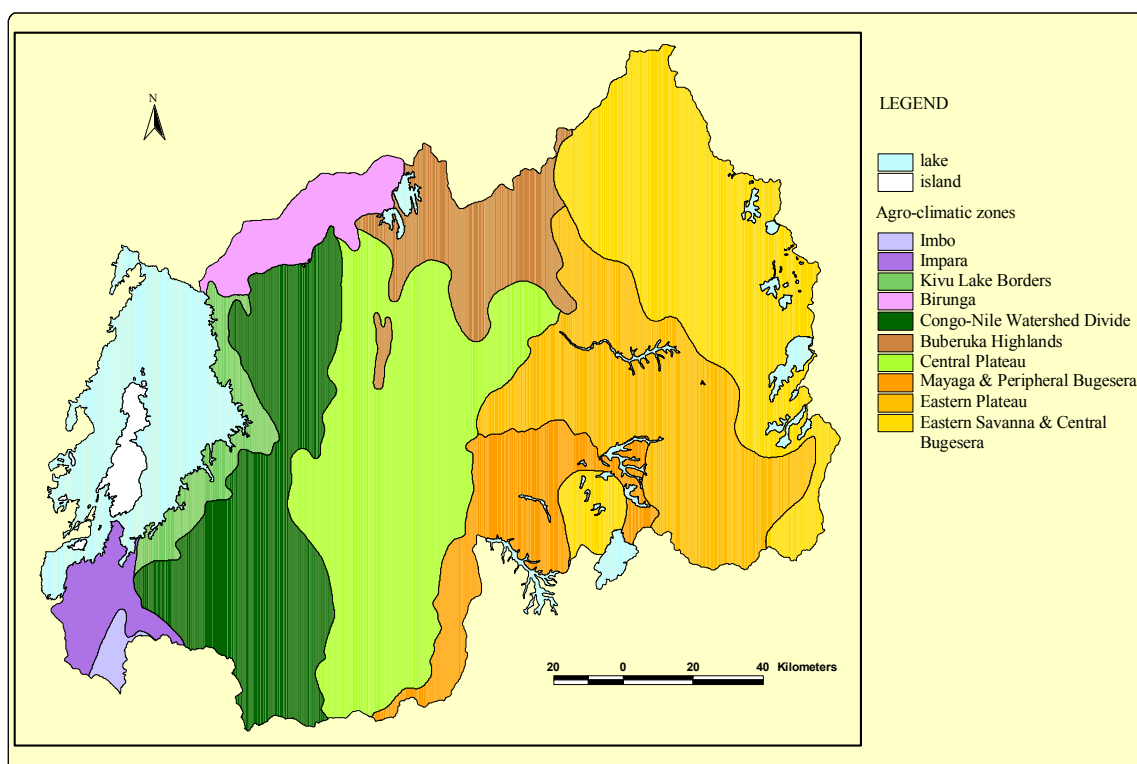 N
LEGEND
lake
island
Agro-climatic zones
Imbo
Impara
Kivu Lake Borders
Birunga
Congo-Nile Watershed Divide
Buberuka Highlands
Central Plateau
Mayaga & Peripheral Bugesera
Eastern Plateau
Eastern Savanna & Central
Bugesera
20 0 20 40 Kilometers